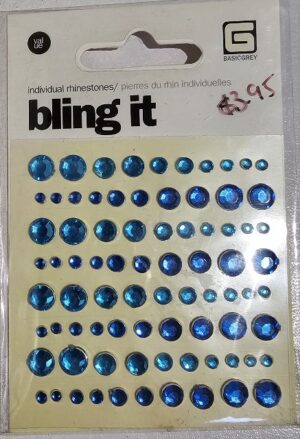 val
ue
G
BASICGREY
individual rhinestones/ pierres du rhin individuelles
bling it
$3.95